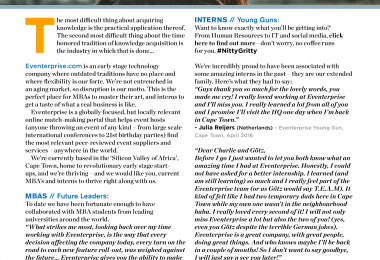 The most difficult thing about acquiring
knowledge is the practical application thereof.
The second most difficult thing about the time
honored tradition of knowledge acquisition is
the industry in which that is done...
Eventerprise.com is an early stage technology
company where outdated traditions have no place and
where flexibility is our forte. We're not entrenched in
an aging market, so disruption is our motto. This is the
perfect place for MBAs to master their art, and interns to
get a taste of what a real business is like.
Eventerprise is a globally focused, but locally relevant
online match-making portal that helps event hosts
(anyone throwing an event of any kind – from large scale
international conferences to 21st birthday parties) find
the most relevant peer-reviewed event suppliers and
services – anywhere in the world.
We're currently based in the 'Silicon Valley of Africa',
Cape Town, home to revolutionary early stage start-
ups, and we're thriving – and we would like you, current
MBAs and interns to thrive right along with us.
MBAS // Future Leaders:
To date we have been fortunate enough to have
collaborated with MBA students from leading
universities around the world.
"What strikes me most, looking back over my time
working with Eventerprise, is the way that every
decision affecting the company today, every turn on the
road to each new feature roll out, was weighed against
the future... Eventerprise gives you the ability to make
INTERNS // Young Guns:
Want to know exactly what you'll be getting into?
From Human Resources to IT and social media, click
here to find out more – don't worry, no coffee runs
for you. #NittyGritty
We're incredibly proud to have been associated with
some amazing interns in the past – they are our extended
family. Here's what they had to say:
"Guys thank you so much for the lovely words, you
made me cry! I really loved working at Eventerprise
and I'll miss you. I really learned a lot from all of you
and I promise I'll visit the HQ one day when I'm back
in Cape Town."
- Julia Reijers (Netherlands) – Eventerprise Young Gun,
Cape Town, April 2016
"Dear Charlie and Götz,
Before I go I just wanted to let you both know what an
amazing time I had at Eventerprise. Honestly, I could
not have asked for a better internship. I learned (and
am still learning) so much and I really feel part of the
Eventerprise team (or as Götz would say T.E.A.M). It
kind of felt like I had two temporary dads here in Cape
Town while my own one wasn't in the neighbourhood
haha. I really loved every second of it! I will not only
miss Eventerprise a lot but also the two of you! (yes,
even you Götz despite the terrible German jokes).
Eventerprise is a great company, with great people,
doing great things. And who knows maybe I'll be back
in a couple of months! So I don't want to say goodbye,
I will just say a see you later!"